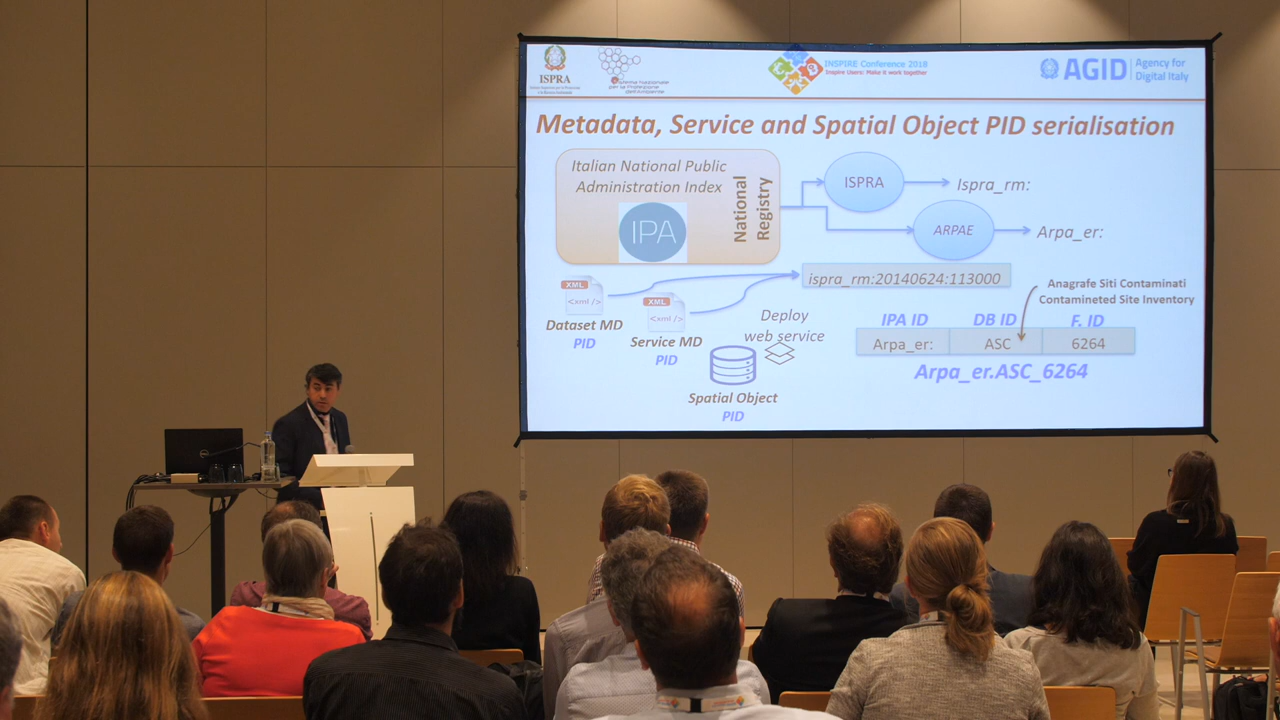 ISPRA
INSPIRE Conference 2018
Inspire Users: Make it work together
AGID
Agency for
Digital Italy
Metadata, Service and Spatial Object PID serialisation
Italian National Public
Administration Index
IPA
National
Registry
ISPRA
Ispra_rm:
ARPAE
Arpa_er:
ispra_rm:20140624:113000
XML
<xml />
Dataset MD
PID
XML
<xml />
Service MD
PID
Deploy
web service
Spatial Object
PID
Anagrafe Siti Contaminati
Contamineted Site Inventory
IPA ID DB ID F. ID
Arpa_er: ASC 6264
Arpa_er.ASC_6264